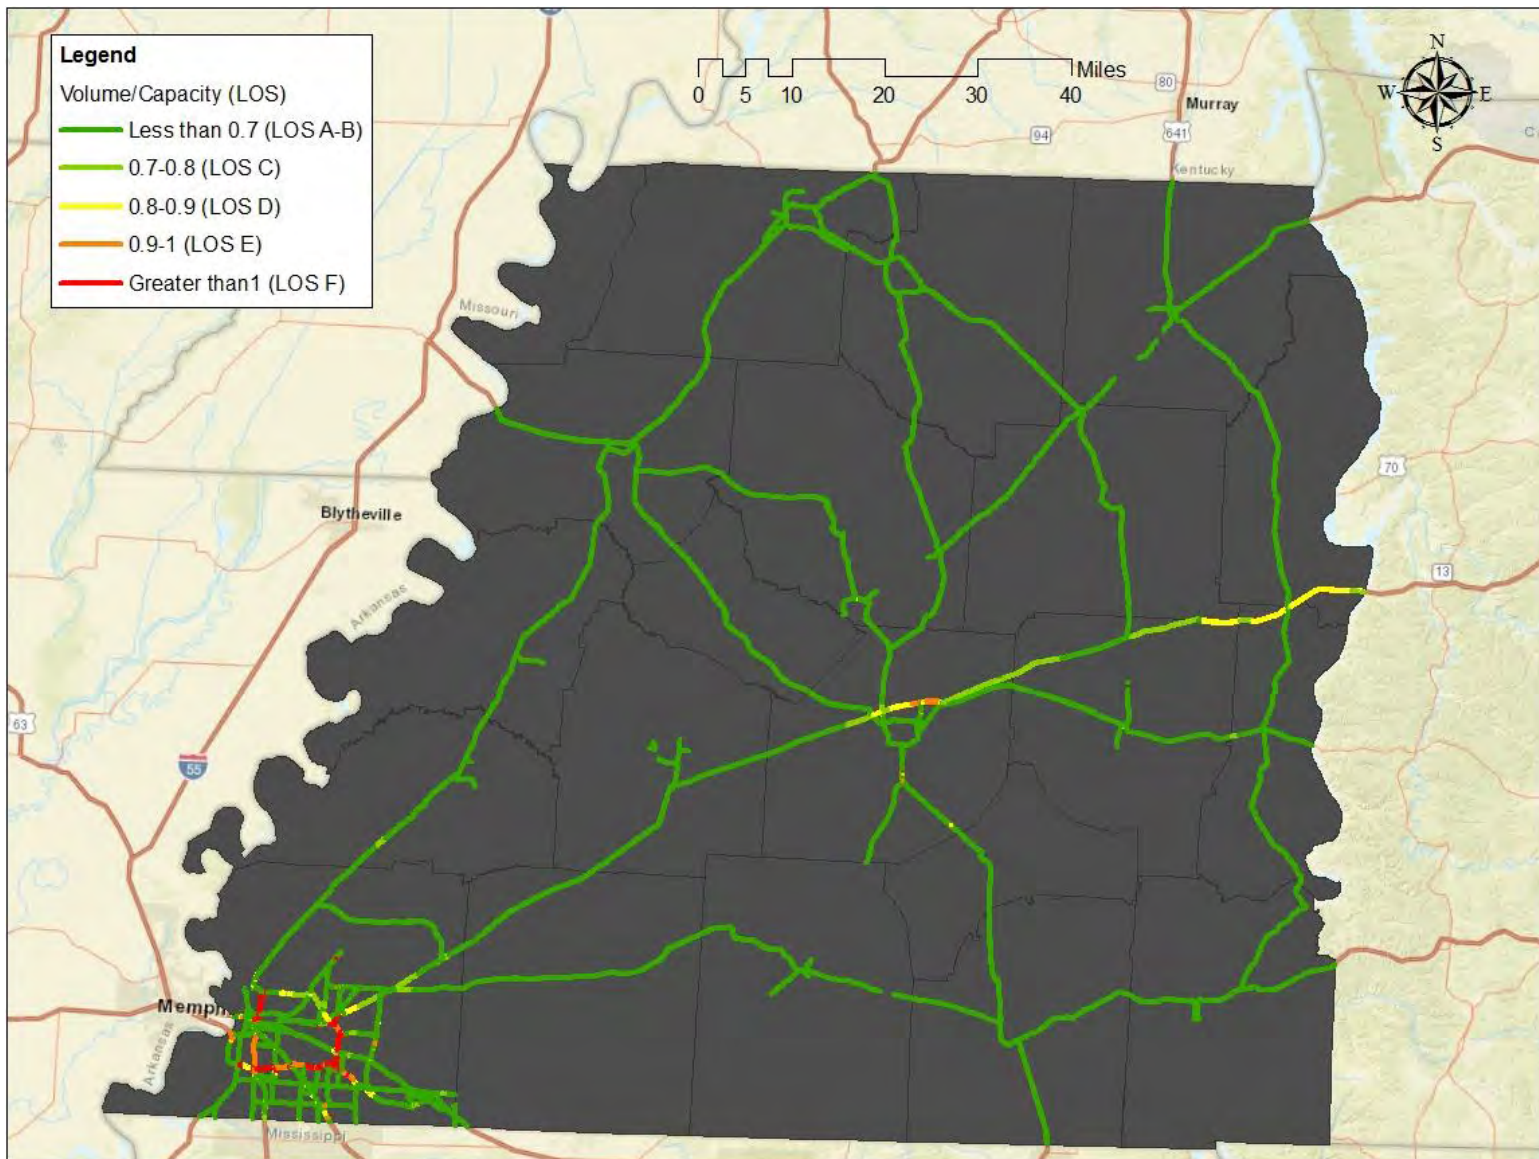 Legend
Volume/Capacity (LOS)
Less than 0.7 (LOS A-B)
0.7-0.8 (LOS C)
0.8-0.9 (LOS D)
0.9-1 (LOS E)
Greater than1 (LOS F)
Miles
0 5 10 20 30 40
N
W E
S
80
Murray
94
641
Kentucky
Missouri
70
Blytheville
13
Arkansas
63
55
Memph
Arkansas
Mississippi